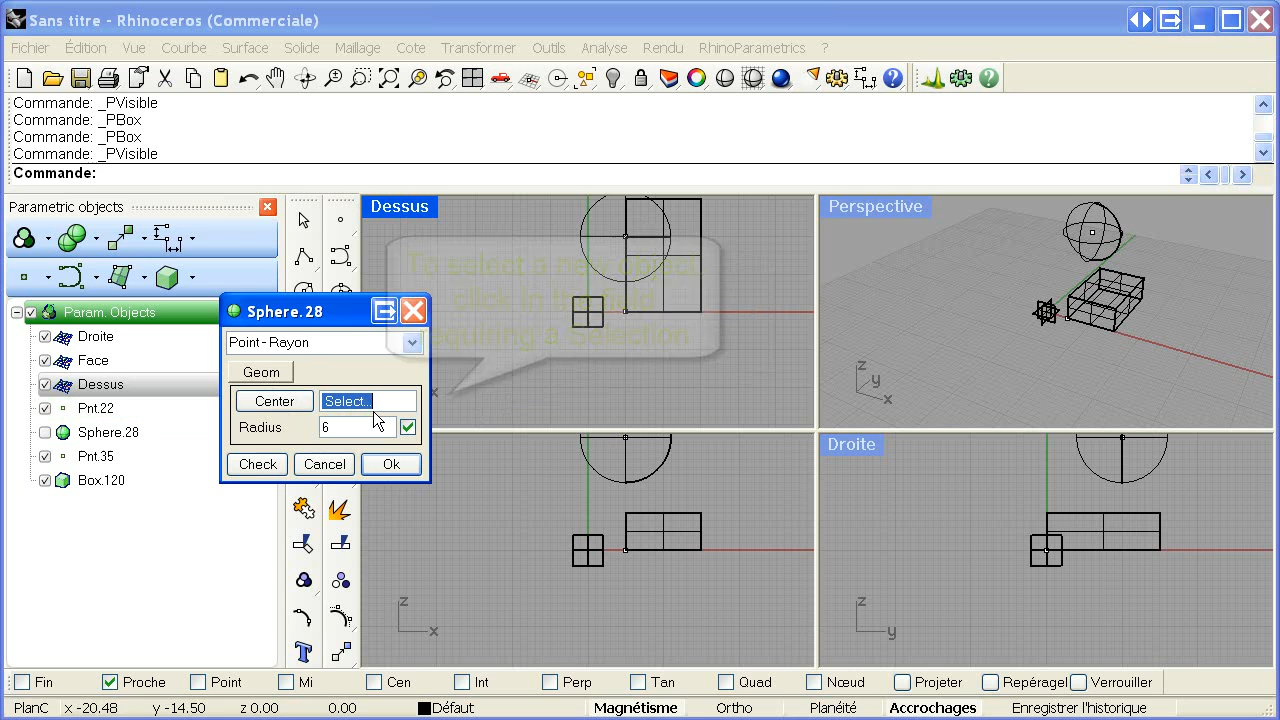 Sans titre - Rhinoceros (Commerciale)
Fichier Édition Vue Courbe Surface Solide Maillage Cote Transformer Outils Analyse Rendu RhinoParametrics ?
Commande: _PVisible
Commande: _PBox
Commande: _PBox
Commande: _PVisible
Commande:
Parametric objects
Param. Objects
Droite
Face
Dessus
Pnt.22
Sphere.28
Pnt.35
Box.120
Sphere.28
Point - Rayon
Geom
Center Select...
Radius 6
Check Cancel Ok
Dessus
To select a new object,
click in the field
requiring a Selection
x
Perspective
z
y
x
z
x
Droite
z
y
Fin Proche Point Mi Cen Int Perp Tan Quad Nœud Projeter Repéragel Verrouiller
PlanC x -20.48 y -14.50 z 0.00 0.00 Défaut Magnétisme Ortho Planéité Accrochages Enregistrer l'historique